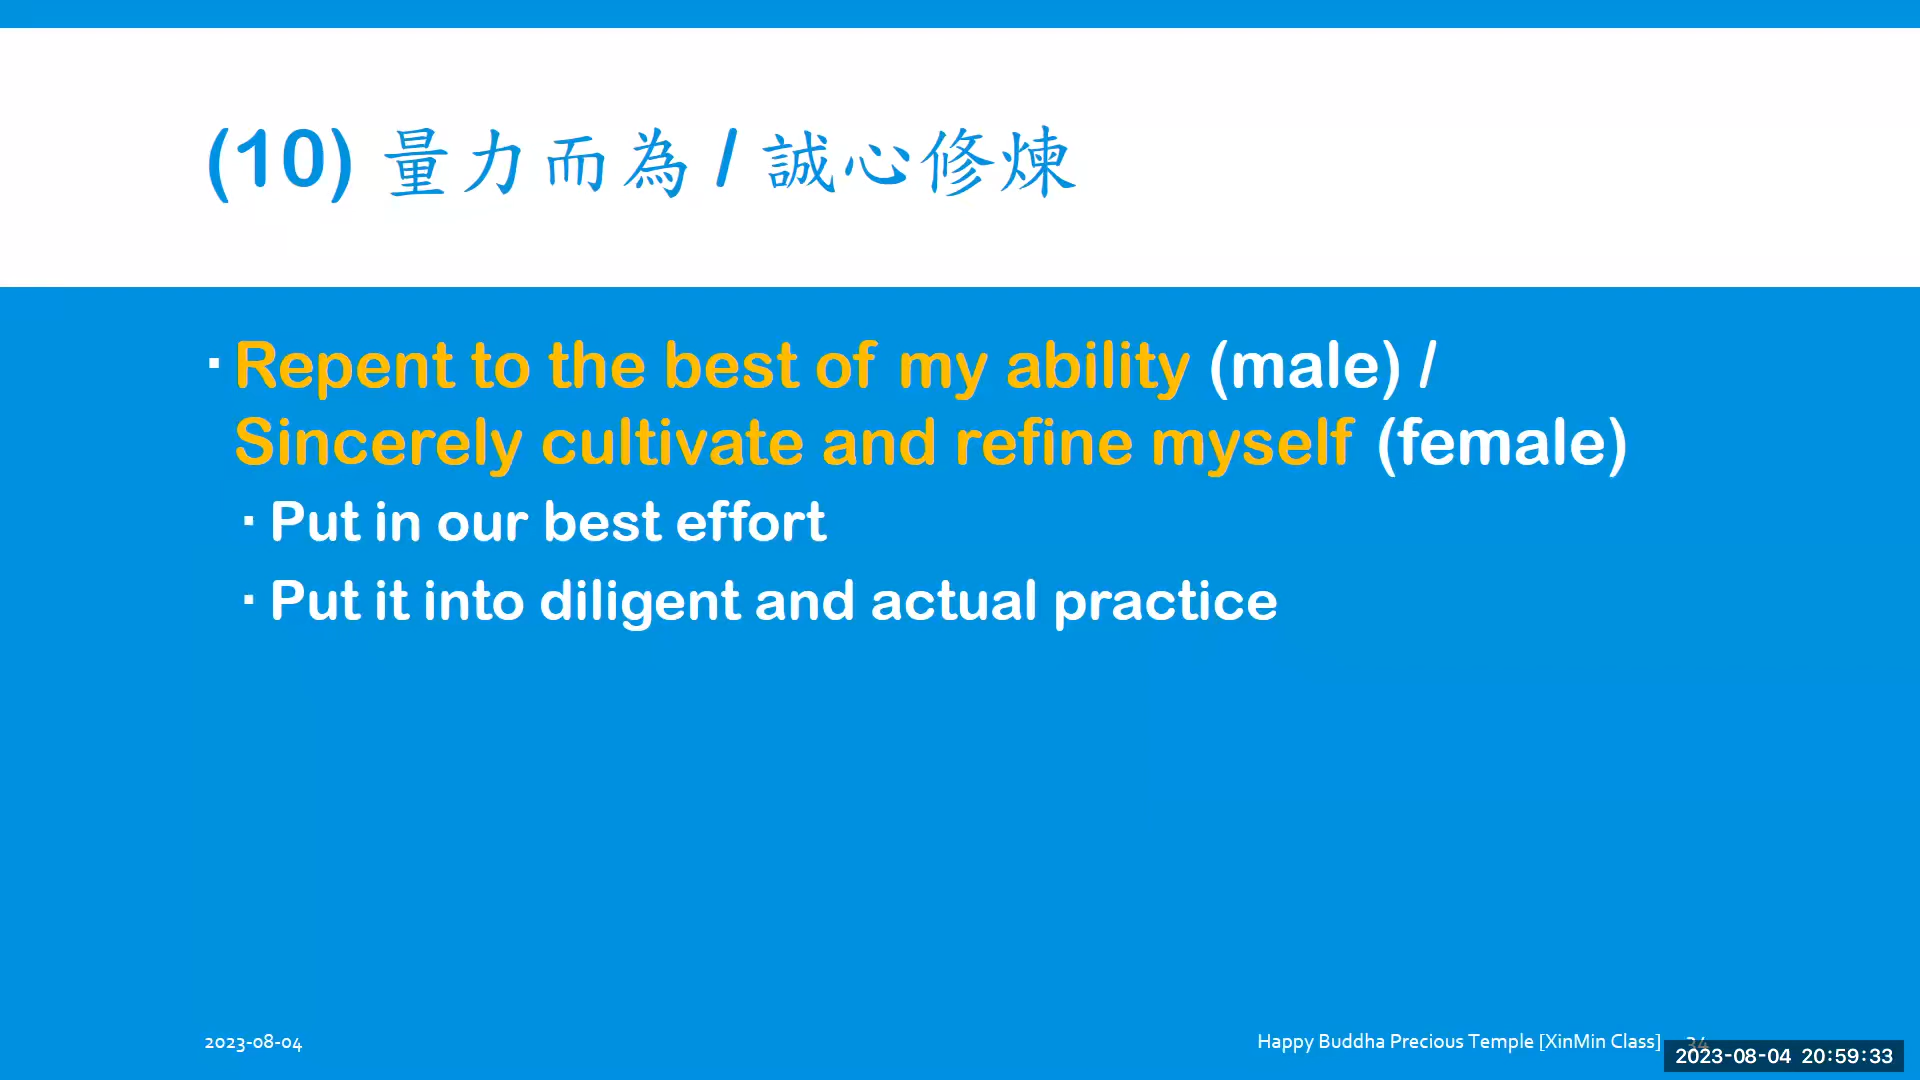 (10) 量力而為 / 誠心修煉
▪ Repent to the best of my ability (male) /
Sincerely cultivate and refine myself (female)
▪ Put in our best effort
▪ Put it into diligent and actual practice
2023-08-04
Happy Buddha Precious Temple [XinMin Class] 34
2023-08-04 20:59:33